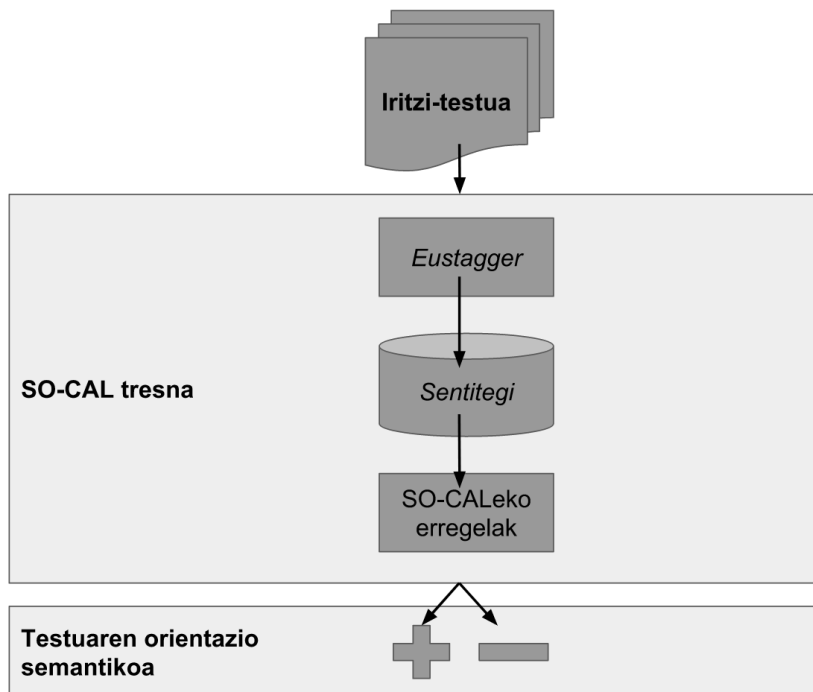 Iritzi-testua
Eustagger
SO-CAL tresna
Sentitegi
SO-CALeko
erregelak
Testuaren orientazio
semantikoa